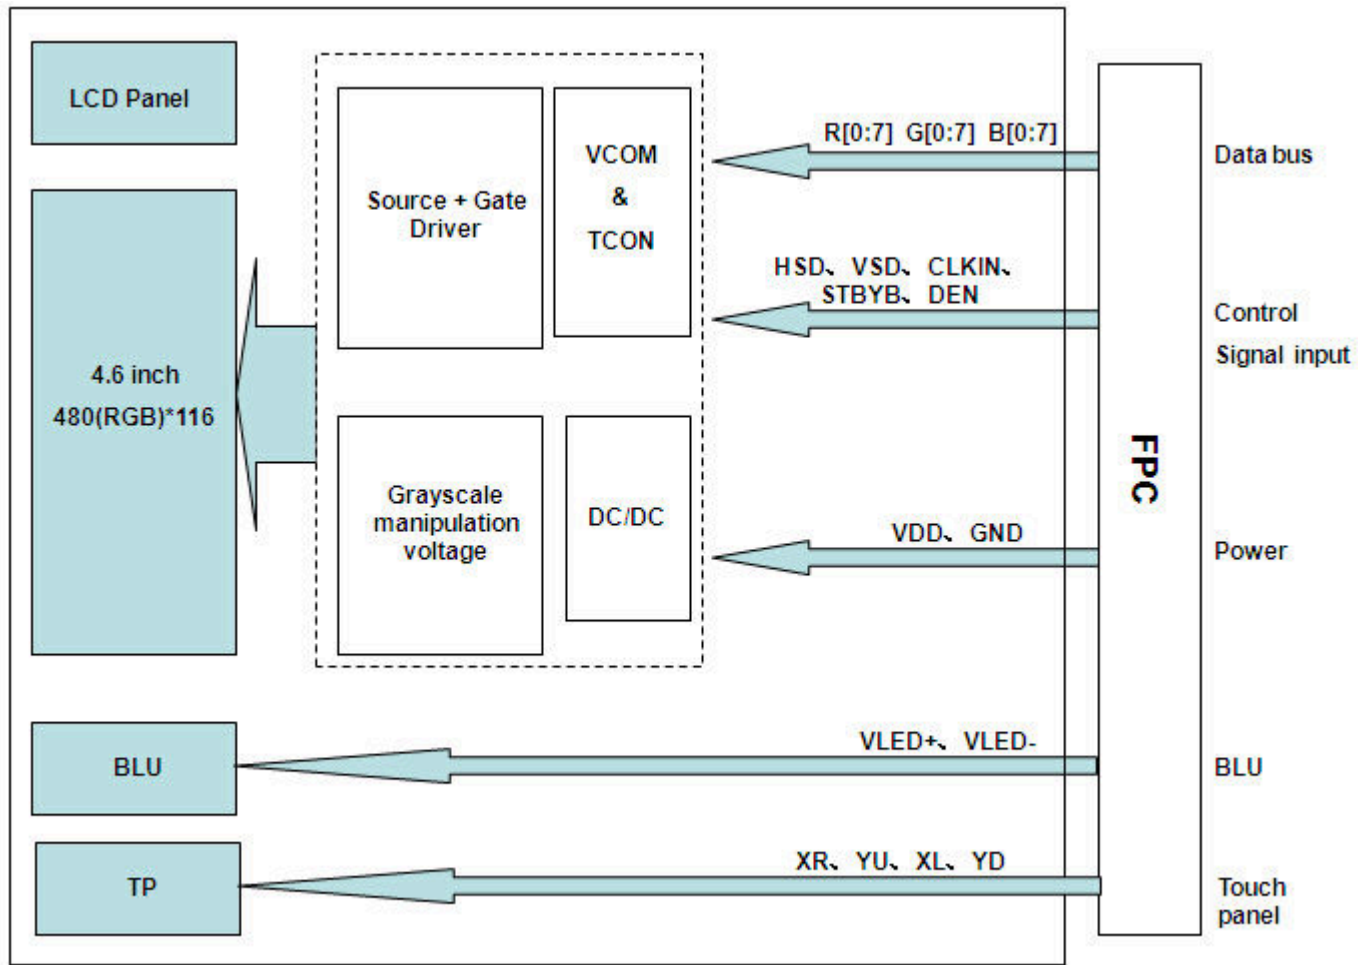 LCD Panel
4.6 inch
480(RGB)*116
BLU
TP
Source + Gate
Driver
VCOM
&
TCON
Grayscale
manipulation
voltage
DC/DC
R[0:7] G[0:7] B[0:7]
HSD、VSD、CLKIN、
STBYB、DEN
VDD、GND
VLED+、VLED-
XR、YU、XL、YD
FPC
Data bus
Control
Signal input
Power
BLU
Touch
panel